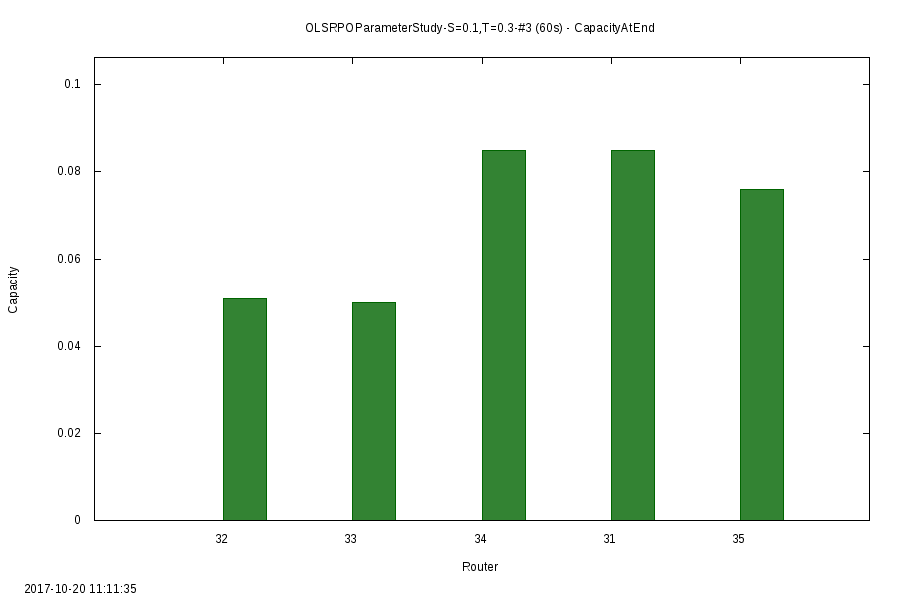 OLSRPOParameterStudy-S=0.1,T=0.3-#3 (60s) - CapacityAtEnd
0.1
0.08
0.06
0.04
0.02
0
Capacity
32 33 34 31 35
Router
2017-10-20 11:11:35